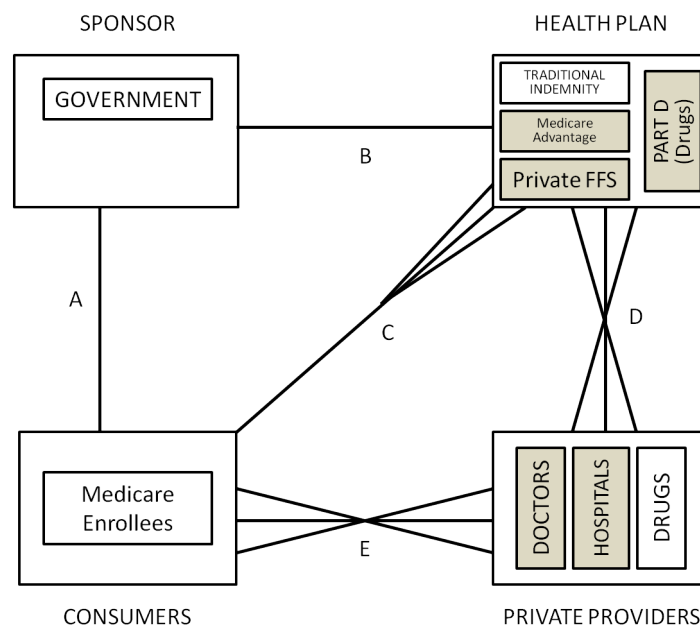 SPONSOR
HEALTH PLAN
GOVERNMENT
TRADITIONAL
INDEMNITY
Medicare
Advantage
Private FFS
PART D
(Drugs)
B
A
C
D
Medicare
Enrollees
E
DOCTORS
HOSPITALS
DRUGS
CONSUMERS
PRIVATE PROVIDERS